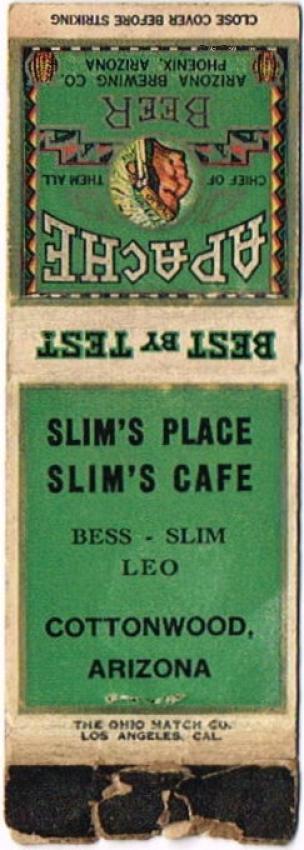 CLOSE COVER BEFORE STRIKING
APACHE
CHIEF OF THEM ALL
BEER
ARIZONA BREWING CO.
PHOENIX, ARIZONA
BEST BY TEST
SLIM'S PLACE
SLIM'S CAFE
BESS - SLIM
LEO
COTTONWOOD,
ARIZONA
THE OHIO MATCH CO.
LOS ANGELES, CAL.